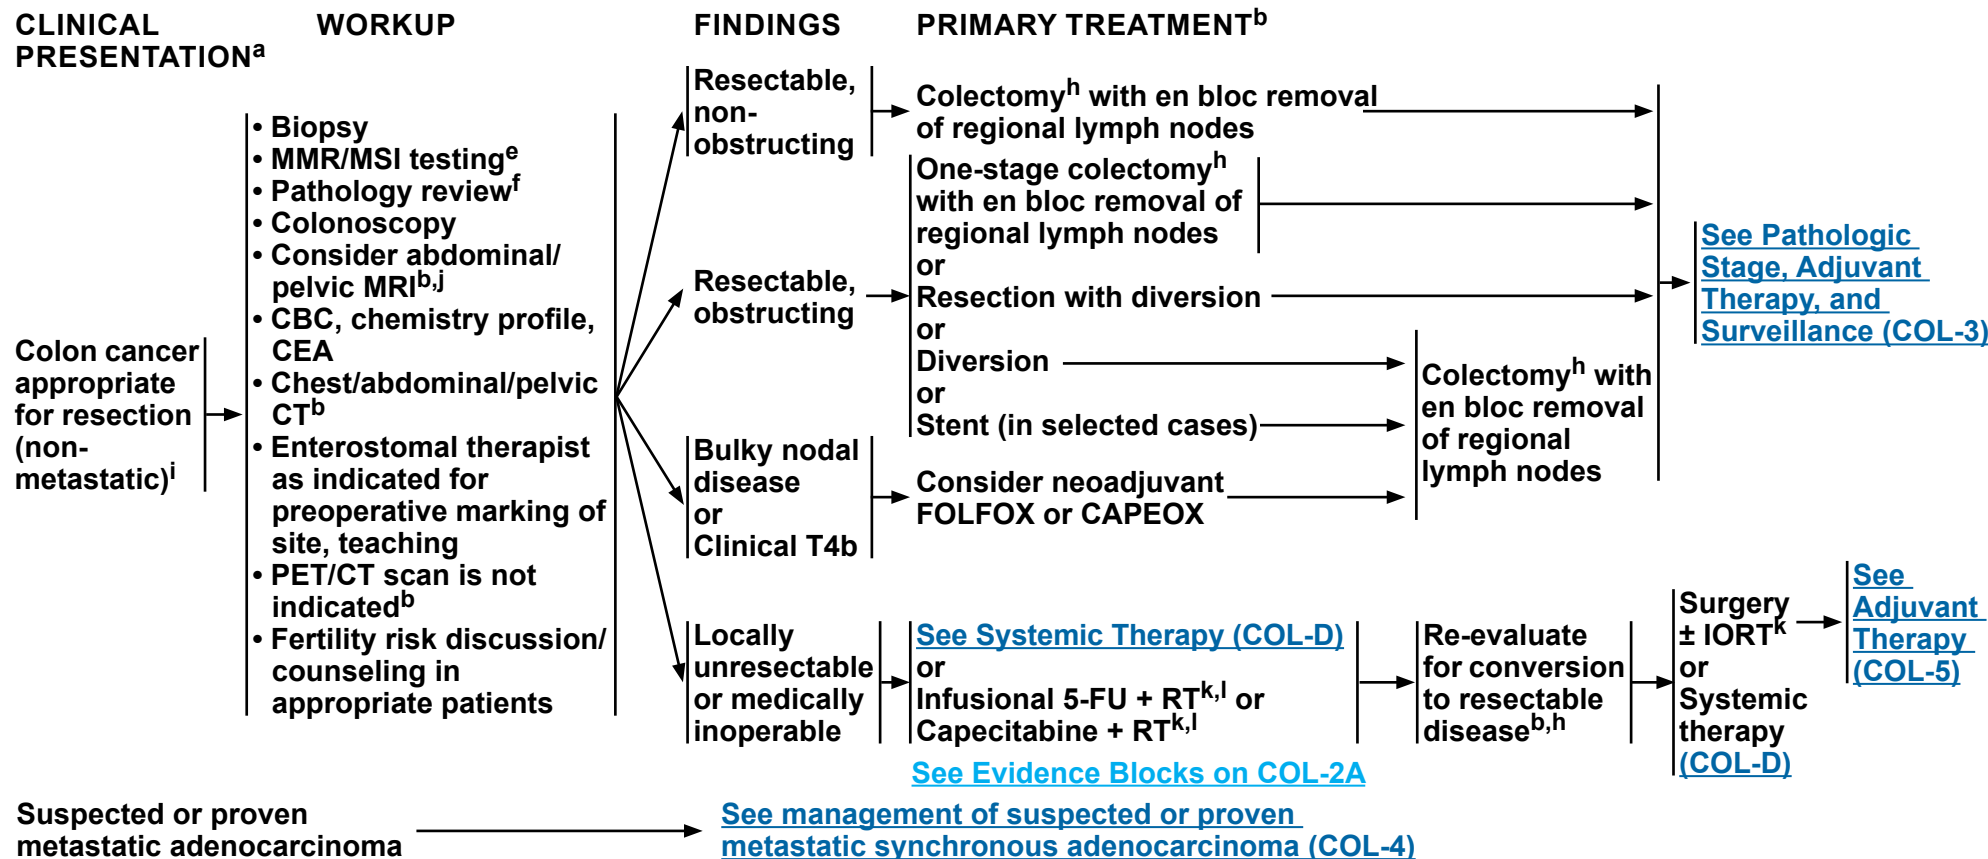 CLINICAL
PRESENTATIONa
WORKUP
FINDINGS
PRIMARY TREATMENTb
Colon cancer
appropriate
for resection
(non-
metastatic)i
• Biopsy
• MMR/MSI testinge
• Pathology reviewf
• Colonoscopy
• Consider abdominal/
pelvic MRIb,j
• CBC, chemistry profile,
CEA
• Chest/abdominal/pelvic
CTb
• Enterostomal therapist
as indicated for
preoperative marking of
site, teaching
• PET/CT scan is not
indicatedb
• Fertility risk discussion/
counseling in
appropriate patients
Resectable,
non-
obstructing
Colectomyh with en bloc removal
of regional lymph nodes
Resectable,
obstructing
One-stage colectomyh
with en bloc removal of
regional lymph nodes
or
Resection with diversion
or
Diversion
or
Stent (in selected cases)
Bulky nodal
disease
or
Clinical T4b
Consider neoadjuvant
FOLFOX or CAPEOX
Colectomyh with
en bloc removal
of regional
lymph nodes
See Pathologic
Stage, Adjuvant
Therapy, and
Surveillance (COL-3)
Locally
unresectable
or medically
inoperable
See Systemic Therapy (COL-D)
or
Infusional 5-FU + RTk,l or
Capecitabine + RTk,l
Re-evaluate
for conversion
to resectable
diseaseb,h
Surgery
± IORTk
or
Systemic
therapy
(COL-D)
See
Adjuvant
Therapy
(COL-5)
See Evidence Blocks on COL-2A
Suspected or proven
metastatic adenocarcinoma
See management of suspected or proven
metastatic synchronous adenocarcinoma (COL-4)